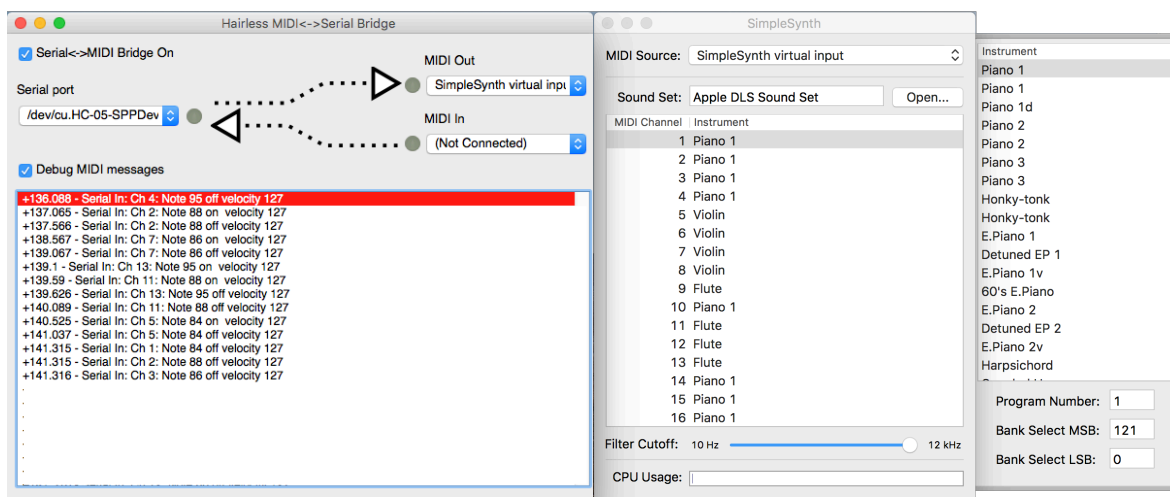 Hairless MIDI<->Serial Bridge
Serial<->MIDI Bridge On
Serial port
/dev/cu.HC-05-SPPDev
MIDI Out
SimpleSynth virtual inpu
MIDI In
(Not Connected)
Debug MIDI messages
+136.088 - Serial In: Ch 4: Note 95 off velocity 127
+137.065 - Serial In: Ch 2: Note 88 on  velocity 127
+137.566 - Serial In: Ch 2: Note 88 off velocity 127
+138.567 - Serial In: Ch 7: Note 86 on  velocity 127
+139.067 - Serial In: Ch 7: Note 86 off velocity 127
+139.1 - Serial In: Ch 13: Note 95 on  velocity 127
+139.59 - Serial In: Ch 11: Note 88 on  velocity 127
+139.626 - Serial In: Ch 13: Note 95 off velocity 127
+140.089 - Serial In: Ch 11: Note 88 off velocity 127
+140.525 - Serial In: Ch 5: Note 84 on  velocity 127
+141.037 - Serial In: Ch 5: Note 84 off velocity 127
+141.315 - Serial In: Ch 1: Note 84 off velocity 127
+141.315 - Serial In: Ch 2: Note 88 off velocity 127
+141.316 - Serial In: Ch 3: Note 86 off velocity 127
SimpleSynth
MIDI Source: SimpleSynth virtual input
Sound Set: Apple DLS Sound Set Open...
MIDI Channel Instrument
1 Piano 1
2 Piano 1
3 Piano 1
4 Piano 1
5 Violin
6 Violin
7 Violin
8 Violin
9 Flute
10 Piano 1
11 Flute
12 Flute
13 Flute
14 Piano 1
15 Piano 1
16 Piano 1
Filter Cutoff: 10 Hz 12 kHz
CPU Usage:
Instrument
Piano 1
Piano 1
Piano 1d
Piano 2
Piano 2
Piano 3
Piano 3
Honky-tonk
Honky-tonk
E.Piano 1
Detuned EP 1
E.Piano 1v
60's E.Piano
E.Piano 2
Detuned EP 2
E.Piano 2v
Harpsichord
Program Number: 1
Bank Select MSB: 121
Bank Select LSB: 0